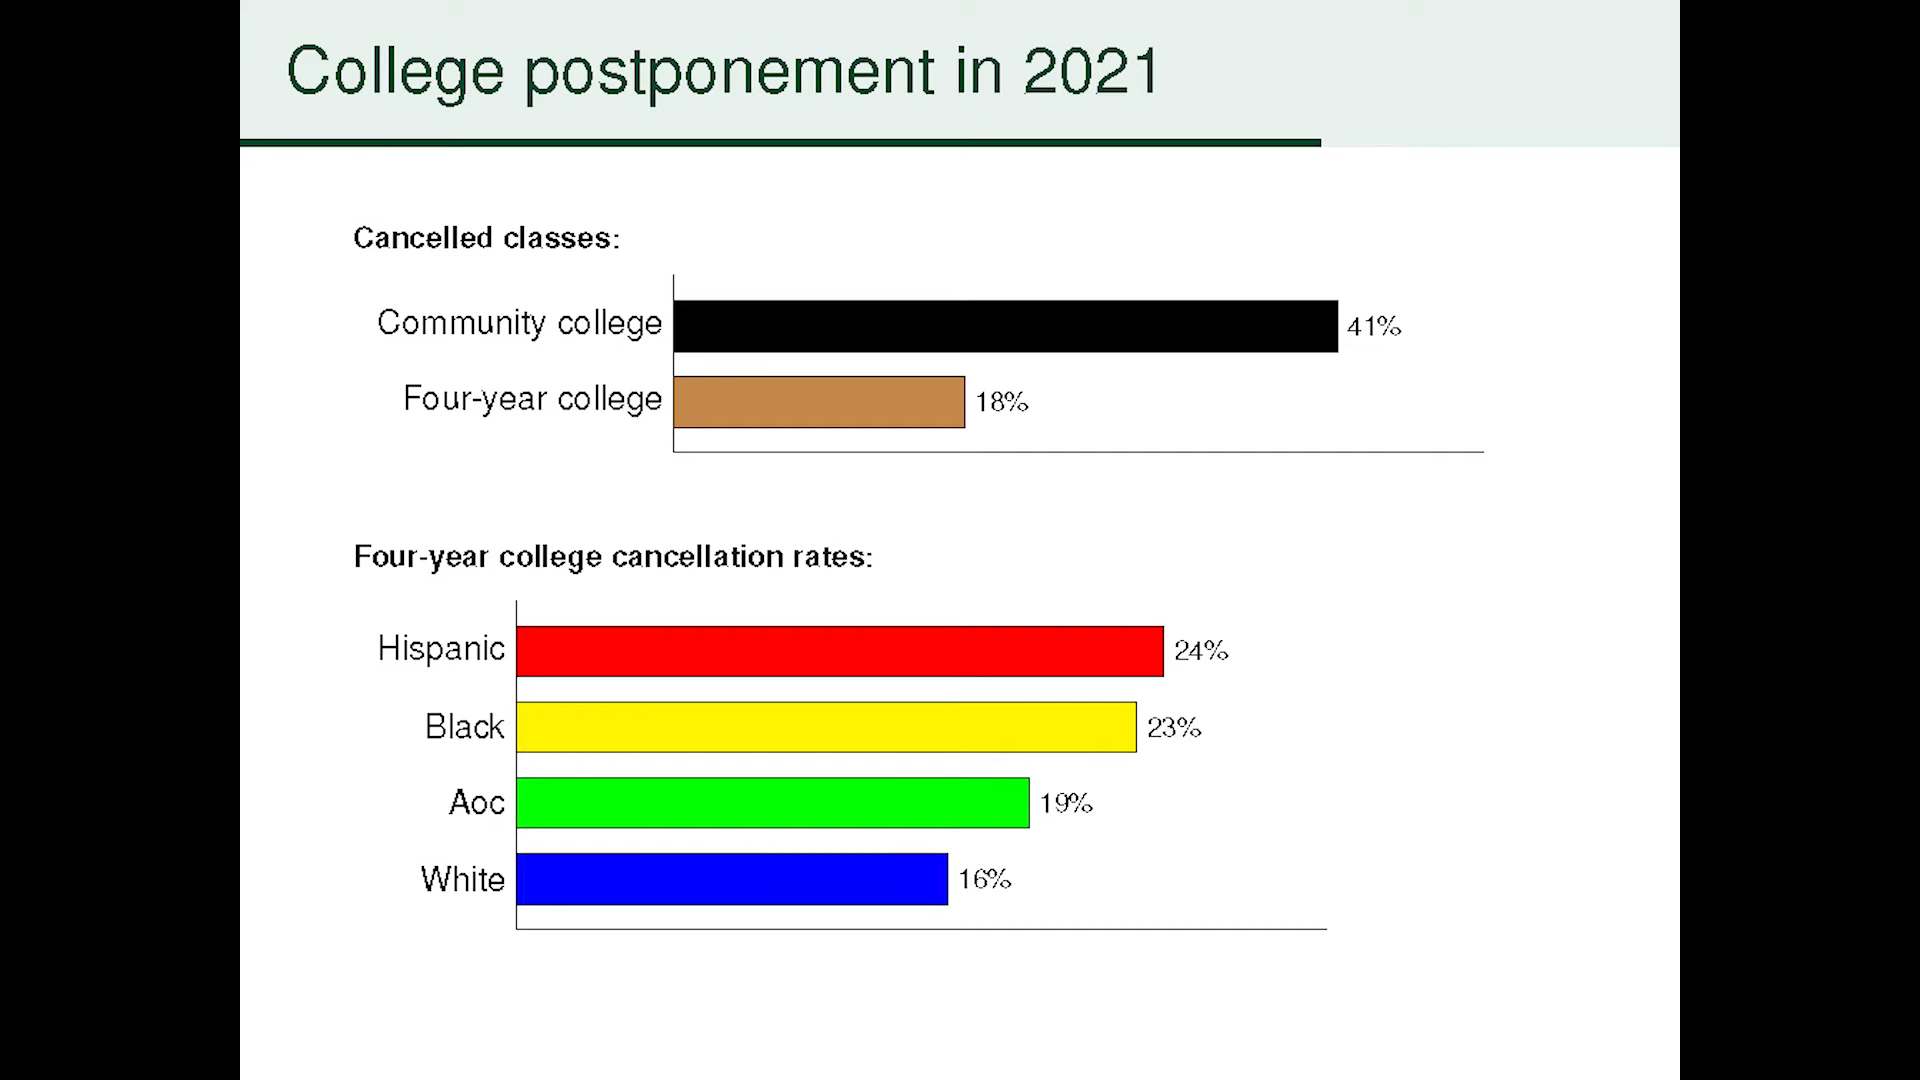 College postponement in 2021
Cancelled classes:
Community college 41%
Four-year college 18%
Four-year college cancellation rates:
Hispanic 24%
Black 23%
Aoc 19%
White 16%